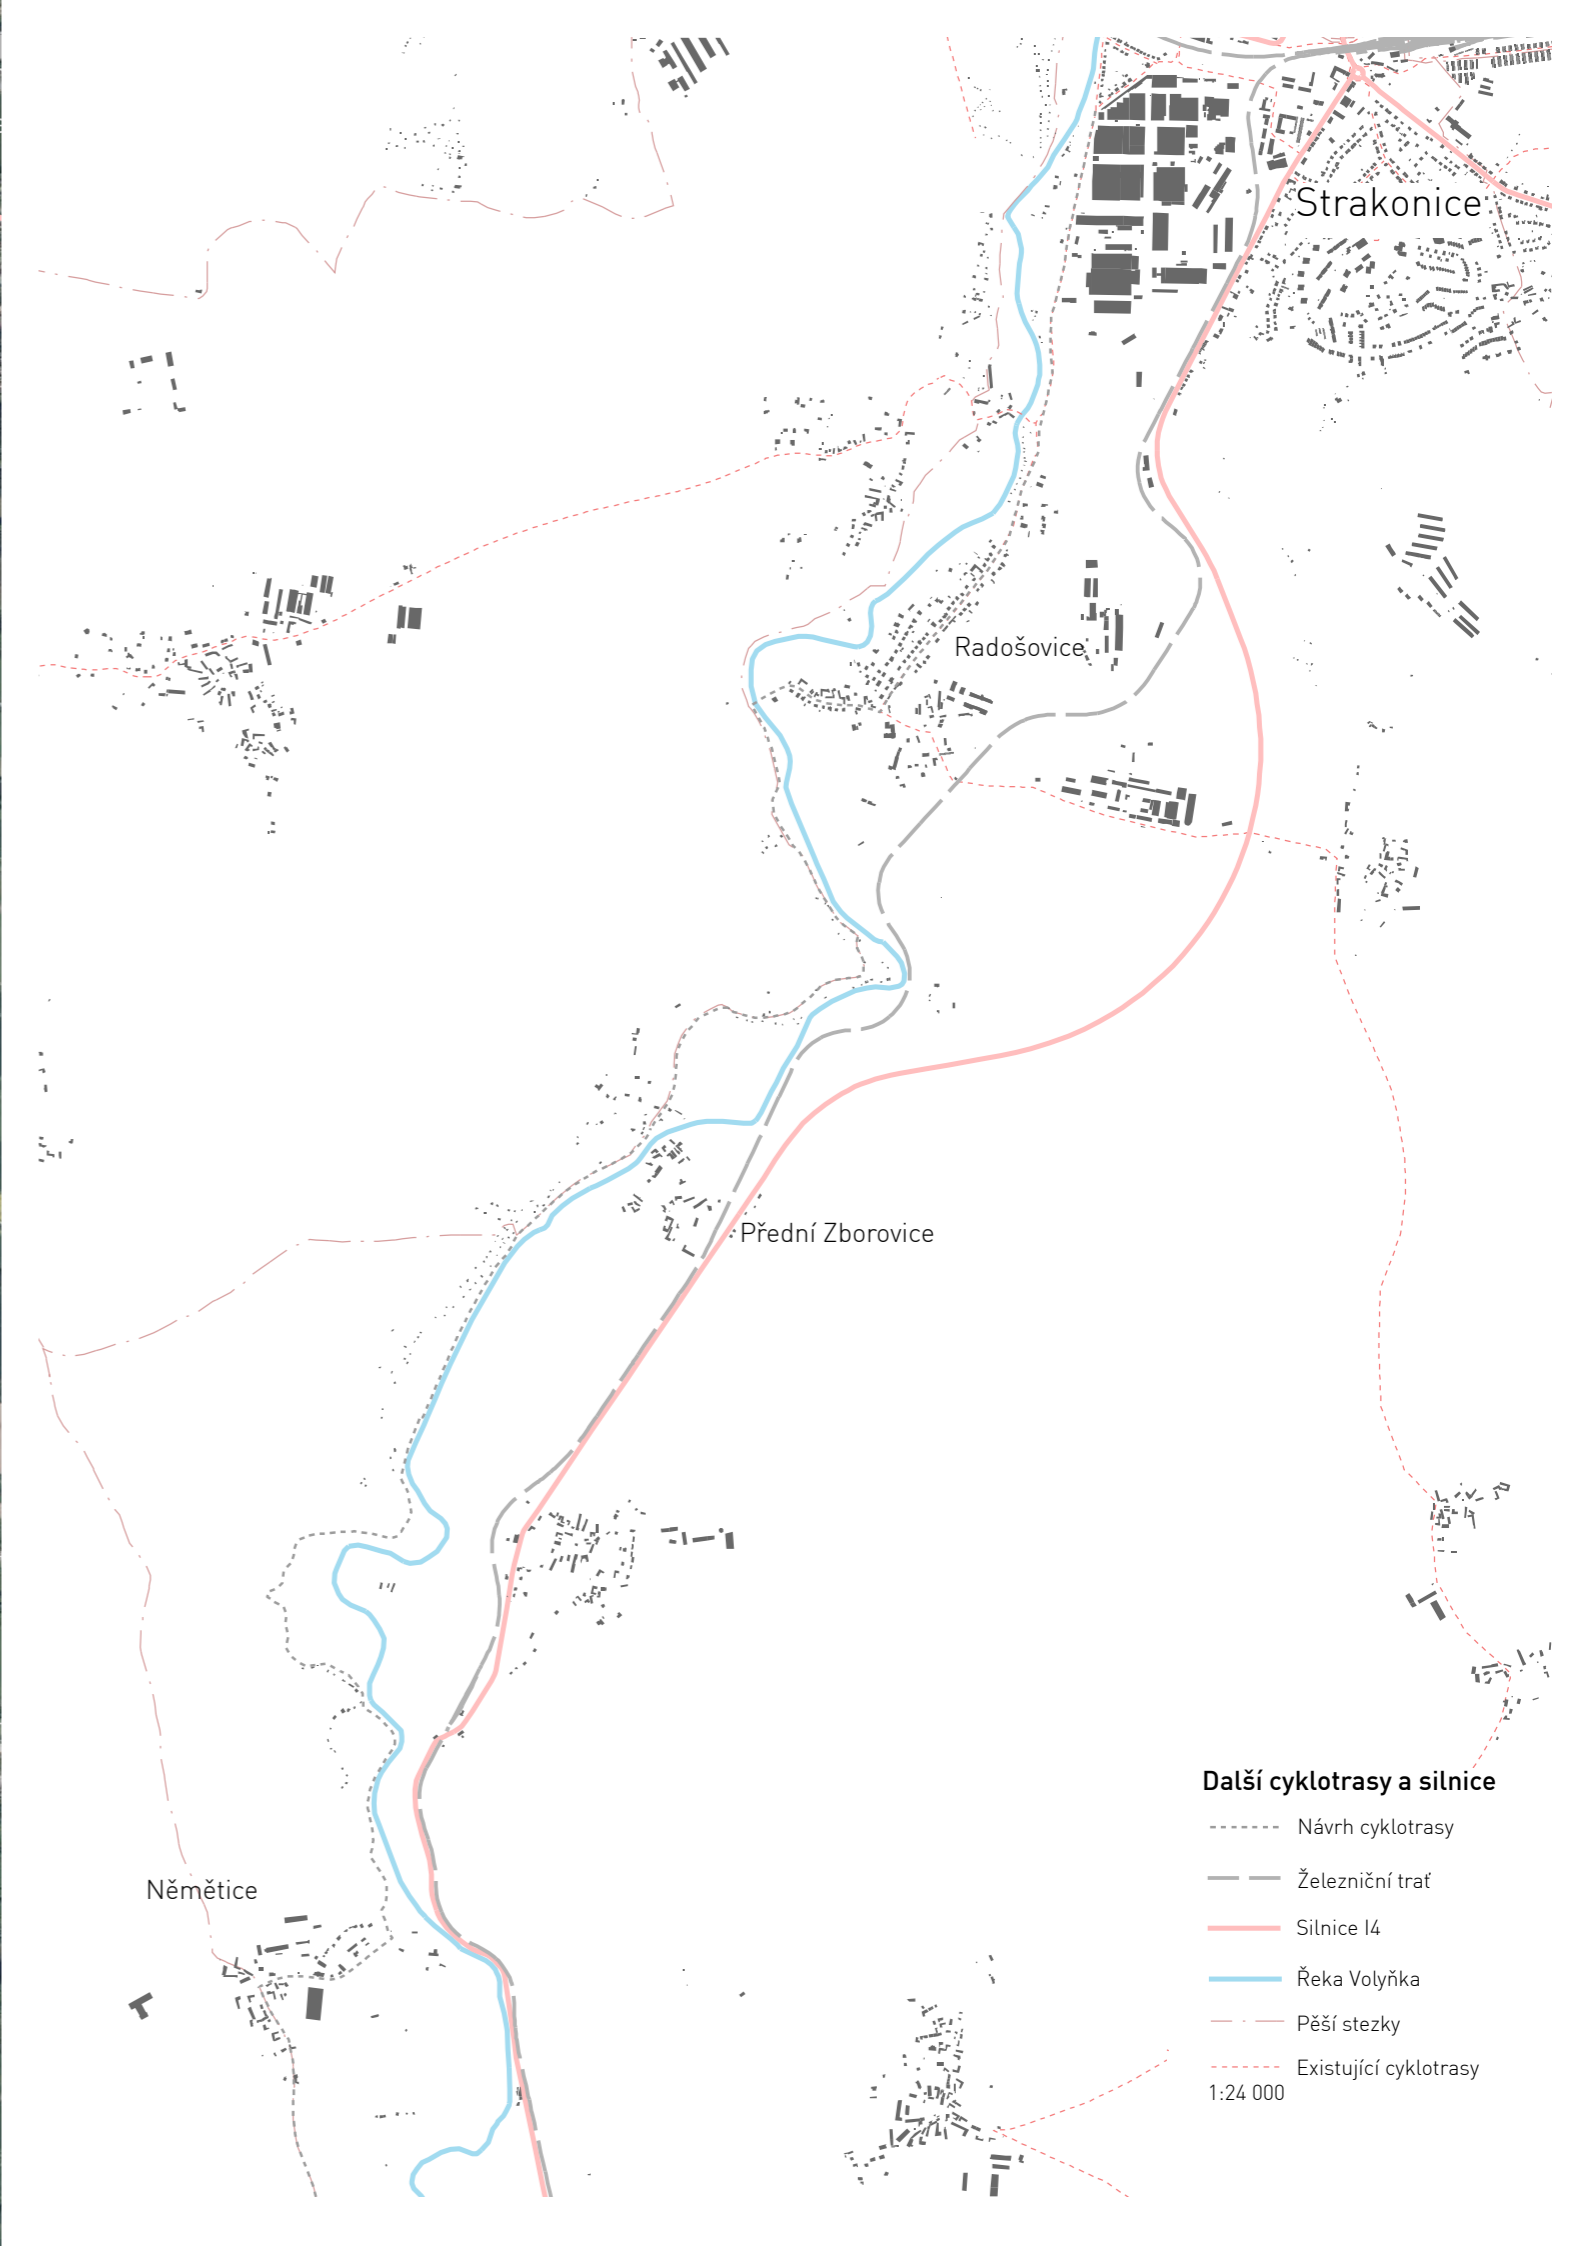 Strakonice
Radošovice
Přední Zborovice
Němětice
Další cyklotrasy a silnice
Návrh cyklotrasy
Železniční trať
Silnice I4
Řeka Volyňka
Pěší stezky
Existující cyklotrasy
1:24 000